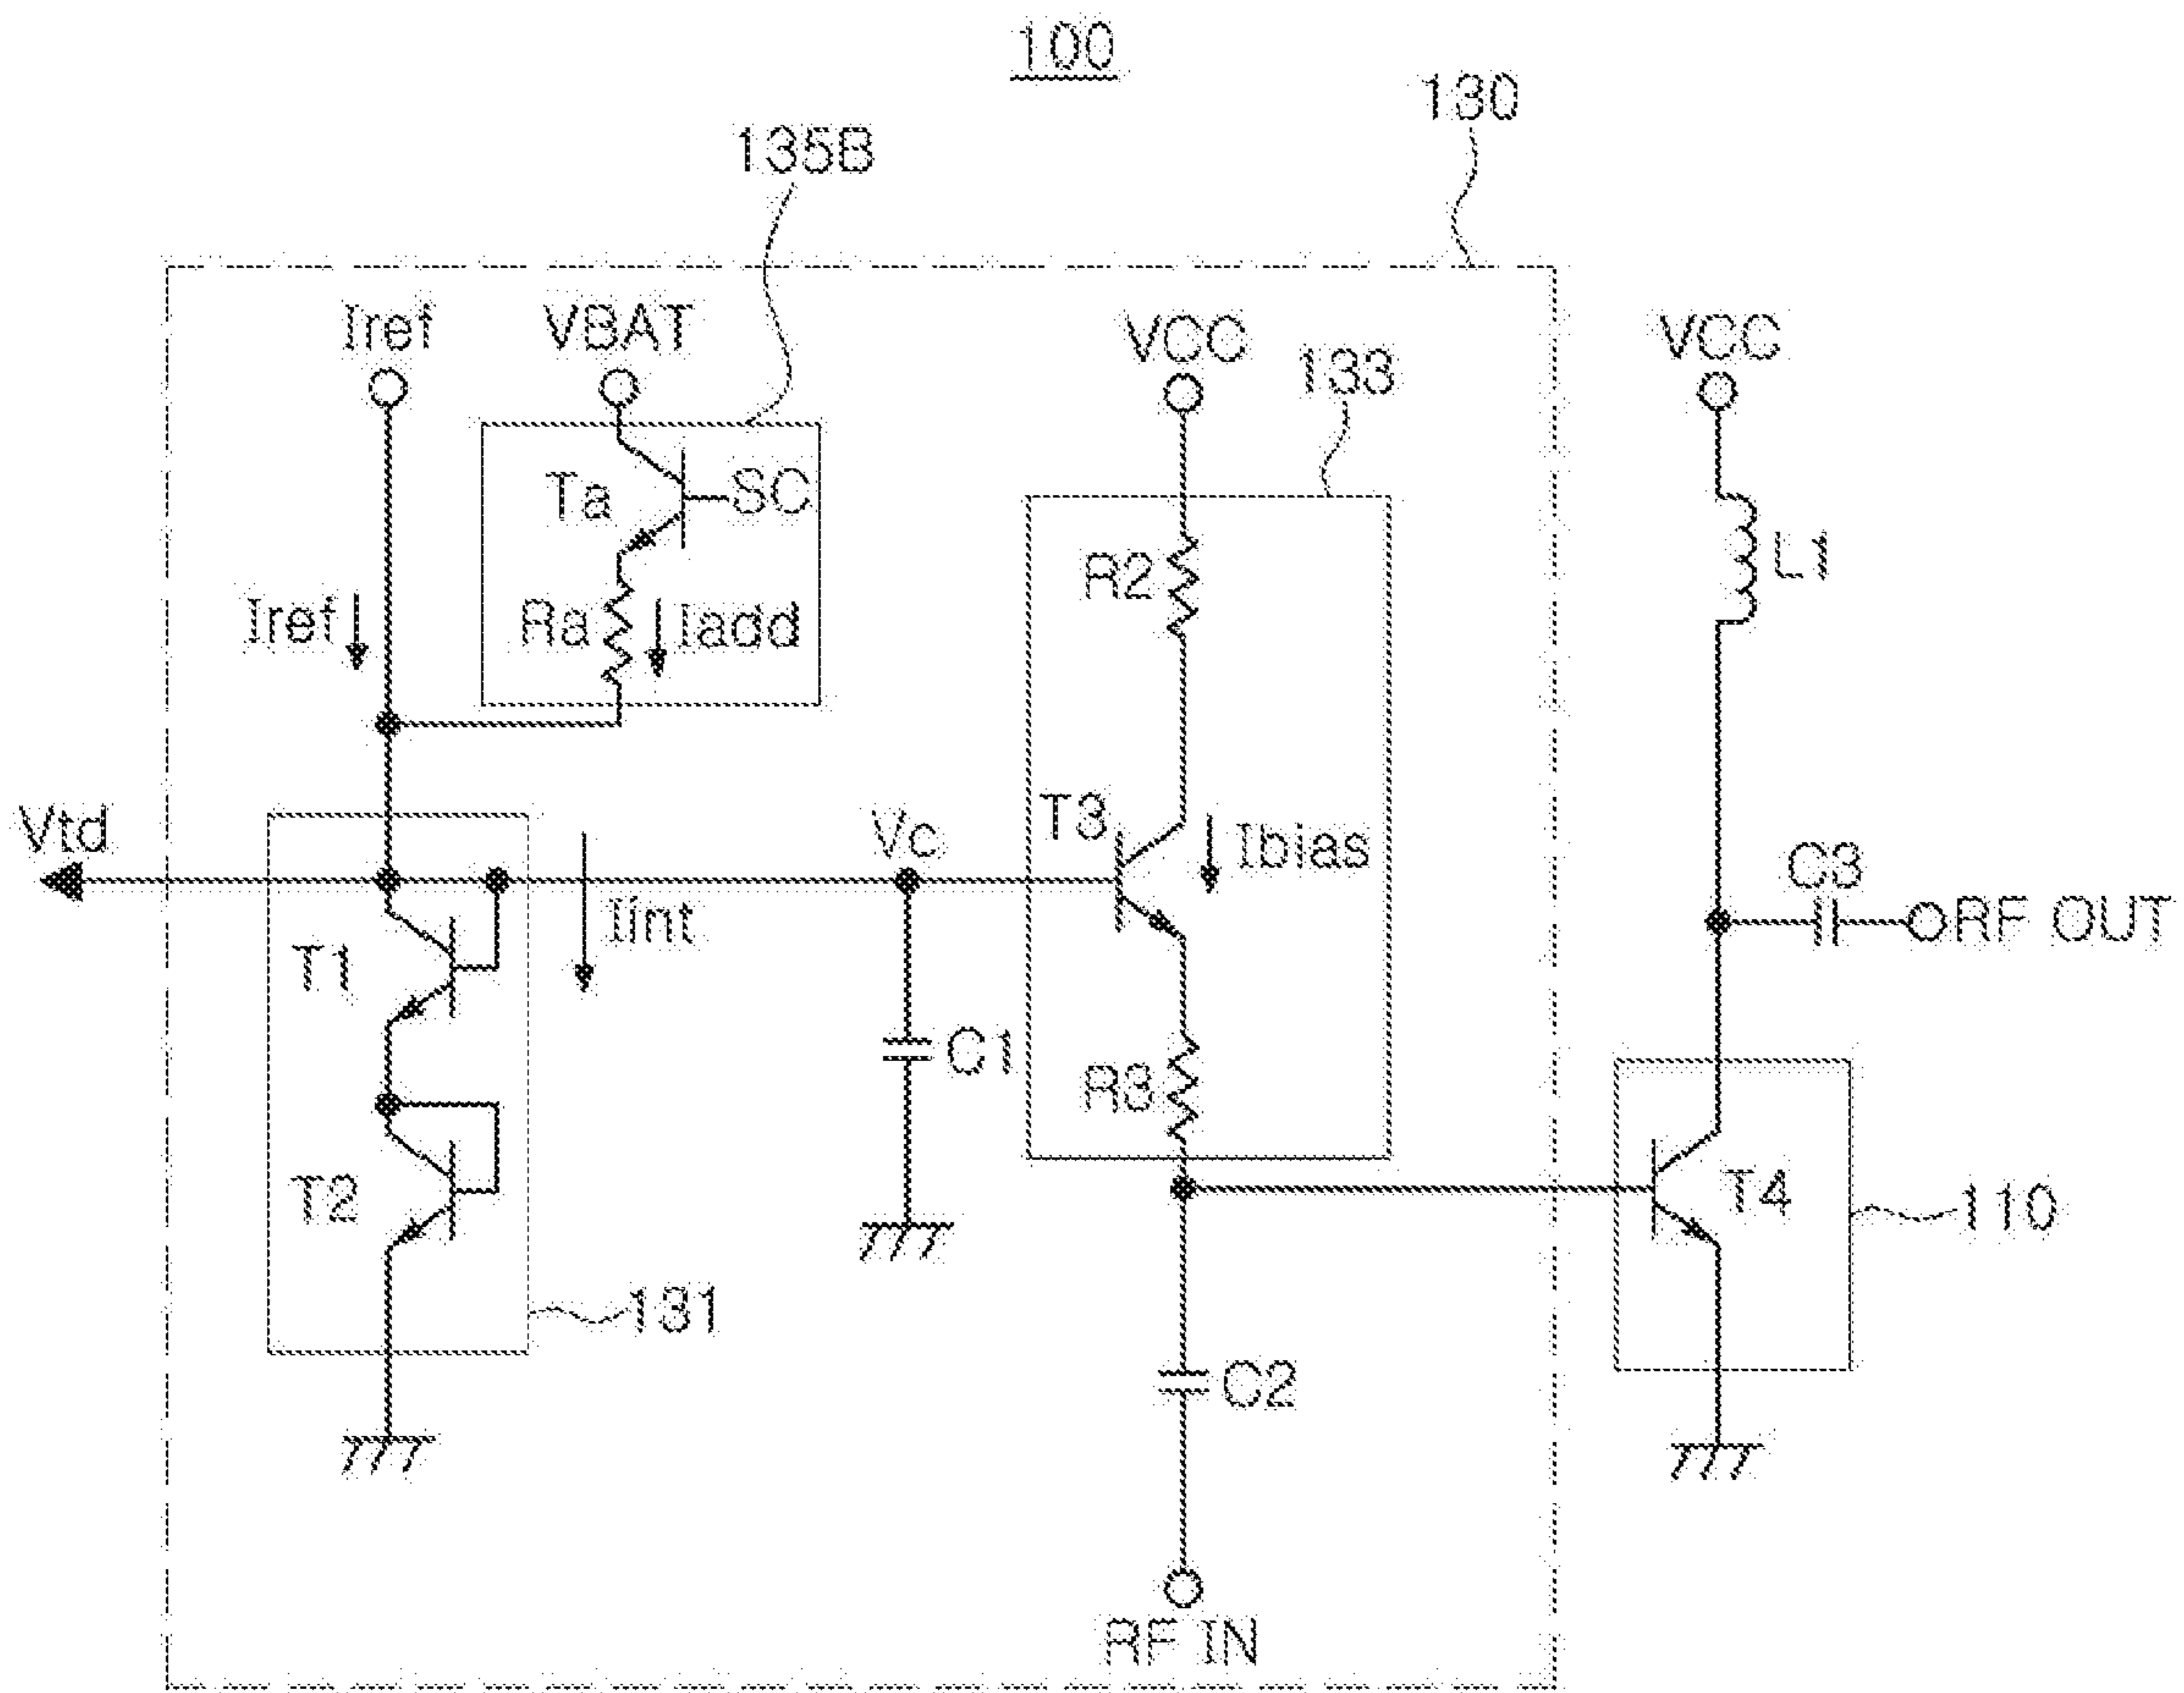 100
130
135B
Iref
VBAT
VCC
VCC
133
Ta
SC
R2
L1
Iref
Ra
Iadd
Vtd
Vc
T3
Ibias
C3
RF OUT
T1
Iint
C1
R3
T2
T4
110
131
C2
RF IN